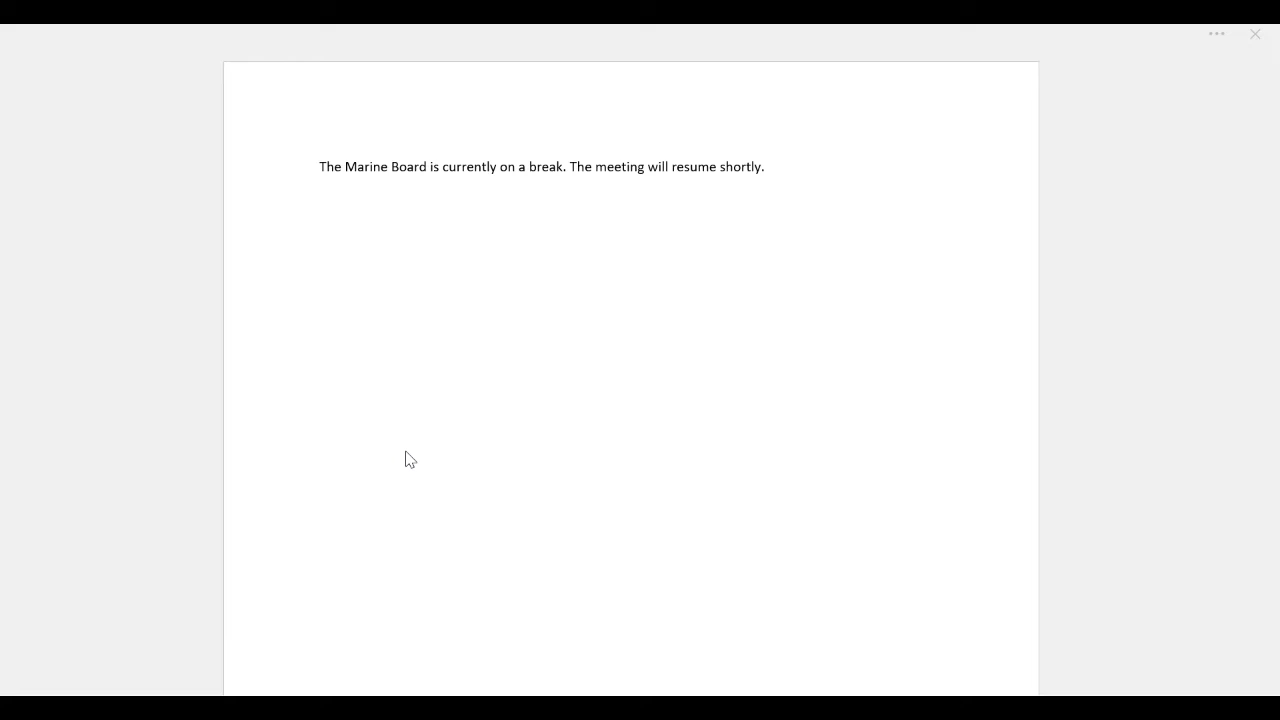 The Marine Board is currently on a break. The meeting will resume shortly.